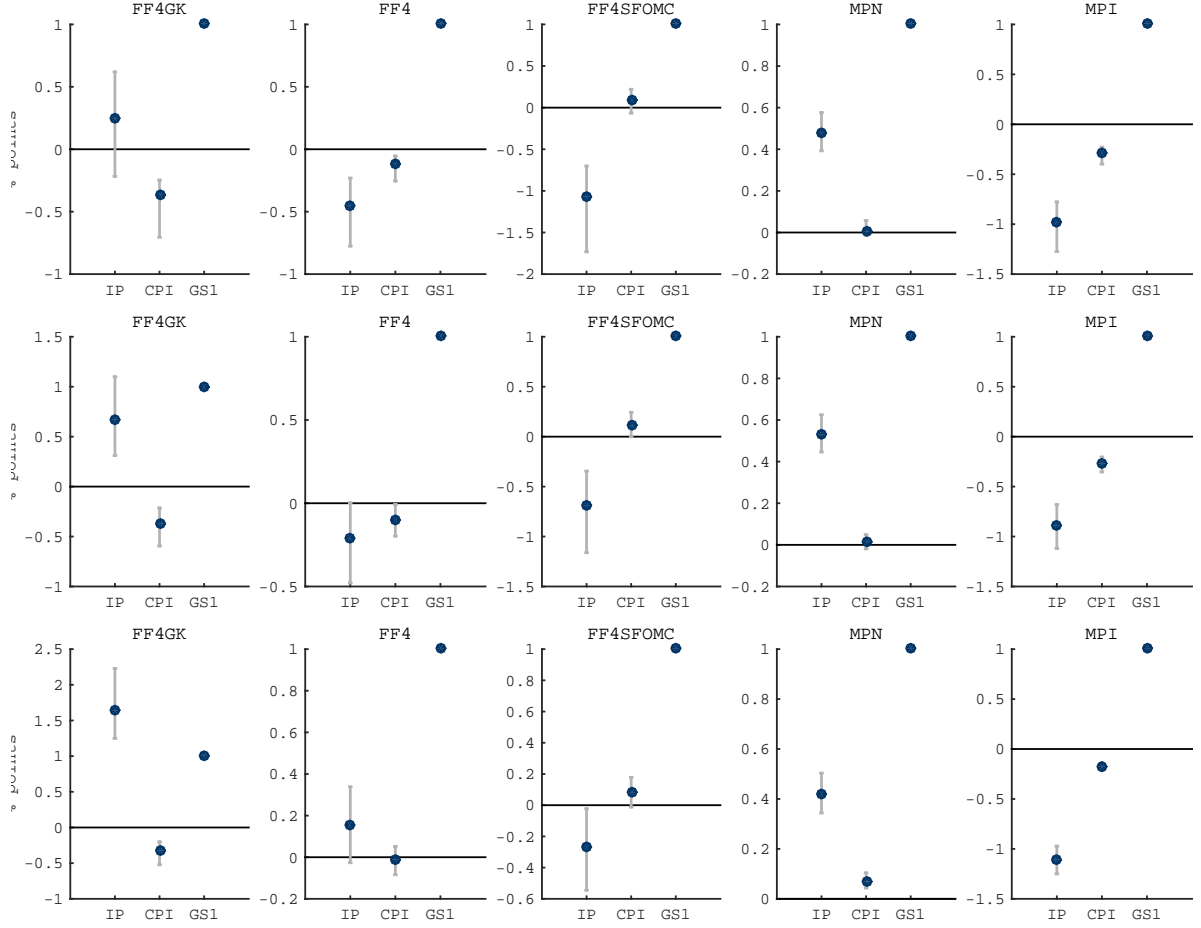 FF4GK FF4 FF4SFOMC MPN MPI
1 1 1 1 1
0.5 0.5 0.5 0.8 0.5
0 0 0 0.6 0
-0.5 -0.5 -0.5 0.4 -0.5
-1 -1 -1 0.2 -1
-1.5 0 -1.5
-2 -0.2
% points
IP CPI GS1 IP CPI GS1 IP CPI GS1 IP CPI GS1 IP CPI GS1
FF4GK FF4 FF4SFOMC MPN MPI
1.5 1 1 1 1
1 0.5 0.5 0.8 0.5
0.5 0 0 0.6 0
0 -0.5 -0.5 0.4 -0.5
-0.5 -1 0.2 -1
-1 -1.5 0 -1.5
-0.2
% points
IP CPI GS1 IP CPI GS1 IP CPI GS1 IP CPI GS1 IP CPI GS1
FF4GK FF4 FF4SFOMC MPN MPI
2.5 1 1 1 1
2 0.8 0.8 0.8 0.5
1.5 0.6 0.6 0.6 0
1 0.4 0.4 0.4 -0.5
0.5 0.2 0.2 0.2 -1
0 0 0 0 -1.5
-0.5 -0.2 -0.2
-1 -0.4
-0.6
% points
IP CPI GS1 IP CPI GS1 IP CPI GS1 IP CPI GS1 IP CPI GS1